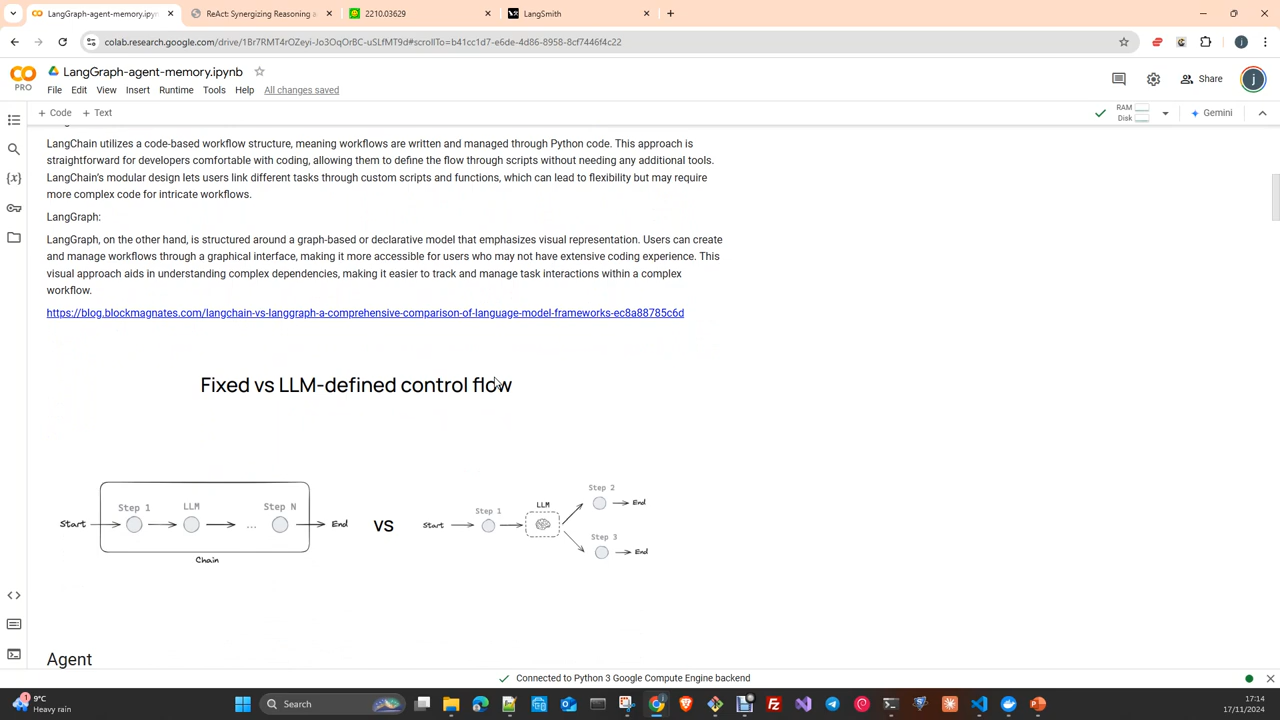 LangGraph-agent-memory.ipyn
ReAct: Synergizing Reasoning a
2210.03629
LangSmith
colab.research.google.com/drive/1Br7RMT4rOZeyi-Jo3OqOrBC-uSLfMT9d#scrollTo=b41cc1d7-e6de-4d86-8958-8cf7446f4c22
j
CO
PRO
LangGraph-agent-memory.ipynb
File Edit View Insert Runtime Tools Help All changes saved
Share
j
+ Code + Text
RAM
Disk
Gemini
LangChain utilizes a code-based workflow structure, meaning workflows are written and managed through Python code. This approach is
straightforward for developers comfortable with coding, allowing them to define the flow through scripts without needing any additional tools.
LangChain's modular design lets users link different tasks through custom scripts and functions, which can lead to flexibility but may require
more complex code for intricate workflows.
LangGraph:
LangGraph, on the other hand, is structured around a graph-based or declarative model that emphasizes visual representation. Users can create
and manage workflows through a graphical interface, making it more accessible for users who may not have extensive coding experience. This
visual approach aids in understanding complex dependencies, making it easier to track and manage task interactions within a complex
workflow.
https://blog.blockmagnates.com/langchain-vs-langgraph-a-comprehensive-comparison-of-language-model-frameworks-ec8a88785c6d
Fixed vs LLM-defined control flow
Start
Step 1
LLM
...
Step N
End
Chain
VS
Start
Step 1
LLM
Step 2
End
Step 3
End
Agent
Connected to Python 3 Google Compute Engine backend
1
9°C
Heavy rain
Search
17:14
17/11/2024